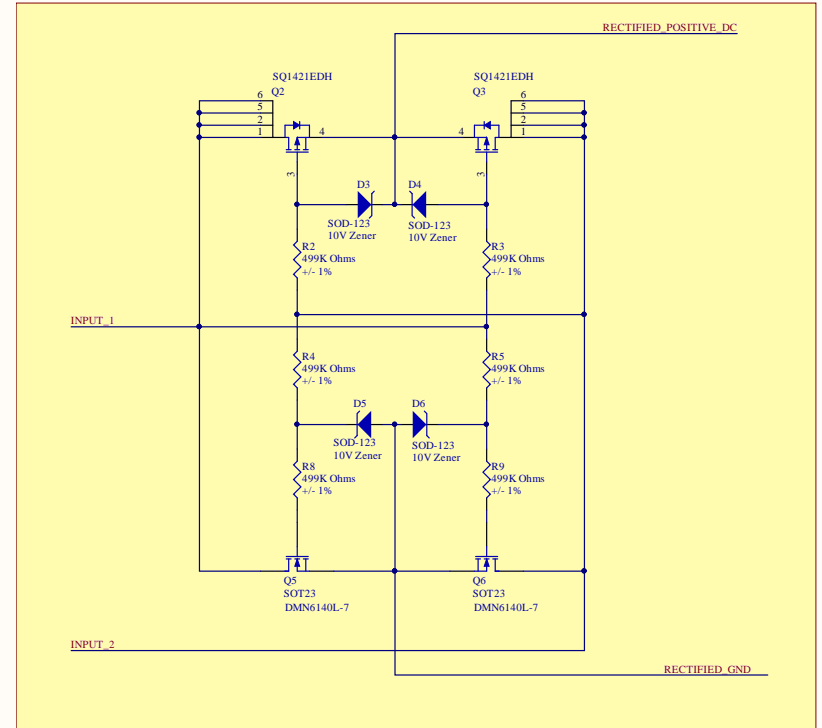 RECTIFIED_POSITIVE_DC
SQ1421EDH
Q2
SQ1421EDH
Q3
6
5
2
1
4
3
6
5
2
1
4
3
D3
SOD-123
10V Zener
D4
SOD-123
10V Zener
R2
499K Ohms
+/- 1%
R3
499K Ohms
+/- 1%
INPUT_1
R4
499K Ohms
+/- 1%
R5
499K Ohms
+/- 1%
D5
SOD-123
10V Zener
D6
SOD-123
10V Zener
R8
499K Ohms
+/- 1%
R9
499K Ohms
+/- 1%
Q5
SOT23
DMN6140L-7
Q6
SOT23
DMN6140L-7
INPUT_2
RECTIFIED_GND